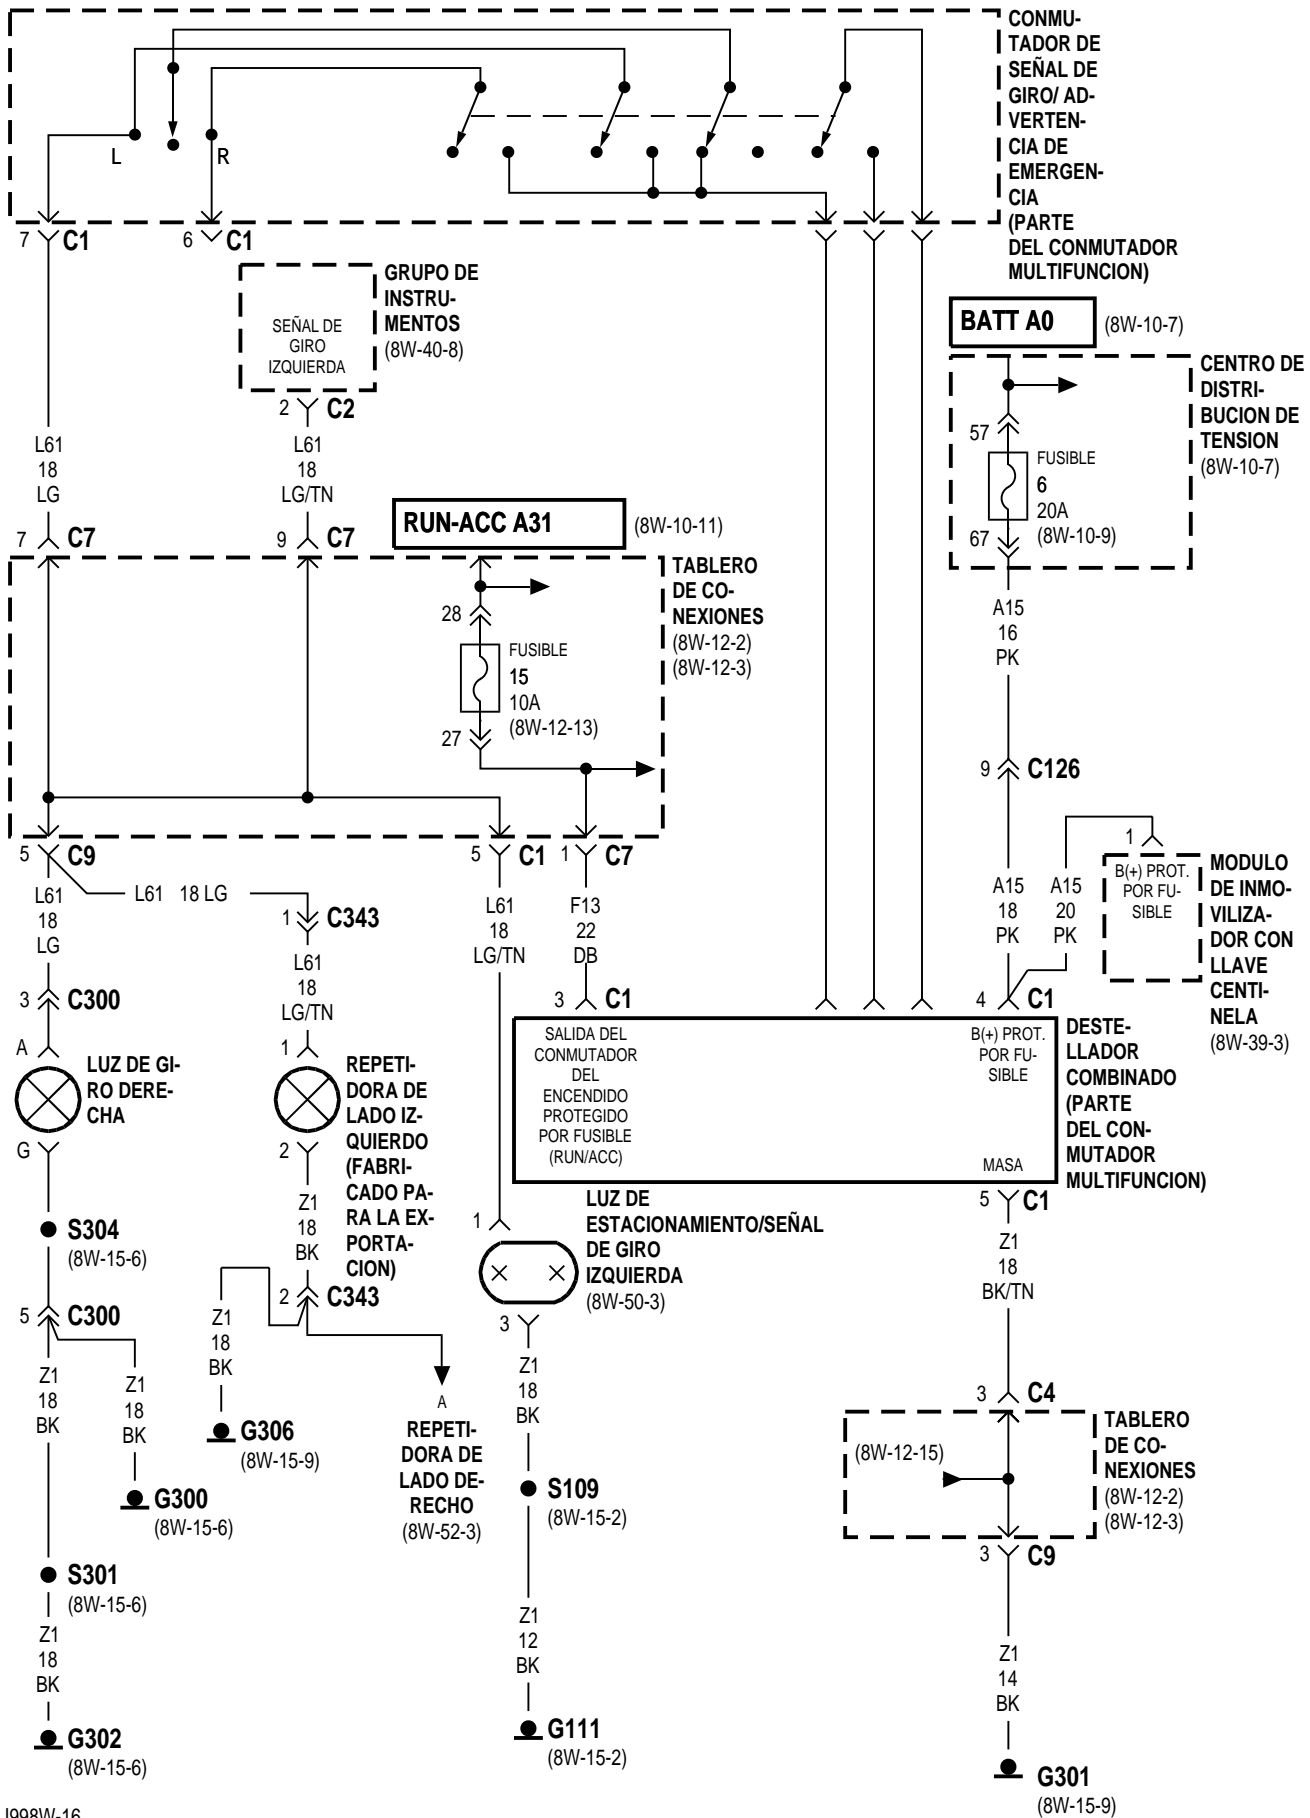 CONMU-
TADOR DE
SEÑAL DE
GIRO/ AD-
VERTEN-
CIA DE
EMERGEN-
CIA
(PARTE
DEL CONMUTADOR
MULTIFUNCION)
L
R
7 C1
6 C1
GRUPO DE
INSTRU-
MENTOS
(8W-40-8)
SEÑAL DE
GIRO
IZQUIERDA
2 C2
BATT A0
(8W-10-7)
CENTRO DE
DISTRI-
BUCION DE
TENSION
(8W-10-7)
57
FUSIBLE
6
20A
(8W-10-9)
67
L61
18
LG
L61
18
LG/TN
7 C7
9 C7
RUN-ACC A31
(8W-10-11)
TABLERO
DE CO-
NEXIONES
(8W-12-2)
(8W-12-3)
28
FUSIBLE
15
10A
(8W-12-13)
27
A15
16
PK
9 C126
5 C9
5 C1
1 C7
L61
18
LG
L61 18 LG
1 C343
L61
18
LG/TN
L61
18
LG/TN
F13
22
DB
A15
18
PK
A15
20
PK
1
B(+) PROT.
POR FU-
SIBLE
MODULO
DE INMO-
VILIZA-
DOR CON
LLAVE
CENTI-
NELA
(8W-39-3)
3 C300
3 C1
4 C1
A
LUZ DE GI-
RO DERE-
CHA
G
1
REPETI-
DORA DE
LADO IZ-
QUIERDO
(FABRI-
CADO PA-
RA LA EX-
PORTA-
CION)
2
SALIDA DEL
CONMUTADOR
DEL
ENCENDIDO
PROTEGIDO
POR FUSIBLE
(RUN/ACC)
B(+) PROT.
POR FU-
SIBLE
MASA
DESTE-
LLADOR
COMBINADO
(PARTE
DEL CON-
MUTADOR
MULTIFUNCION)
5 C1
S304
(8W-15-6)
Z1
18
BK
1
LUZ DE
ESTACIONAMIENTO/SEÑAL
DE GIRO
IZQUIERDA
(8W-50-3)
3
Z1
18
BK/TN
5 C300
2 C343
Z1
18
BK
Z1
18
BK
Z1
18
BK
Z1
18
BK
G306
(8W-15-9)
A
REPETI-
DORA DE
LADO DE-
RECHO
(8W-52-3)
3 C4
(8W-12-15)
TABLERO
DE CO-
NEXIONES
(8W-12-2)
(8W-12-3)
G300
(8W-15-6)
S109
(8W-15-2)
3 C9
S301
(8W-15-6)
Z1
18
BK
Z1
12
BK
Z1
14
BK
G302
(8W-15-6)
G111
(8W-15-2)
G301
(8W-15-9)
J998W-16